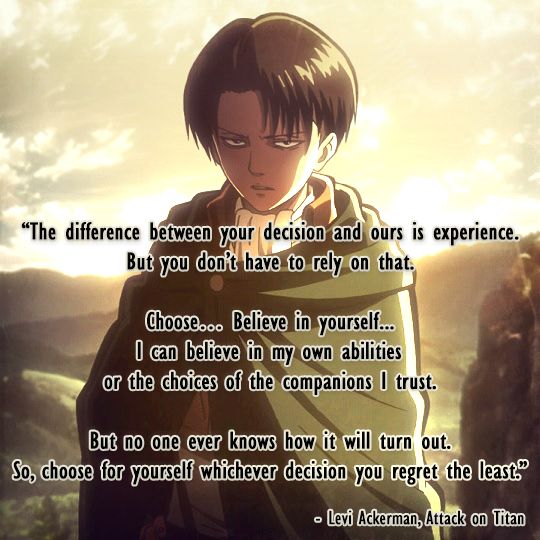 “The difference between your decision and ours is experience.
But you don’t have to rely on that.
Choose.... Believe in yourself...
I can believe in my own abilities
or the choices of the companions I trust.
But no one ever knows how it will turn out.
So, choose for yourself whichever decision you regret the least.”
- Levi Ackerman, Attack on Titan